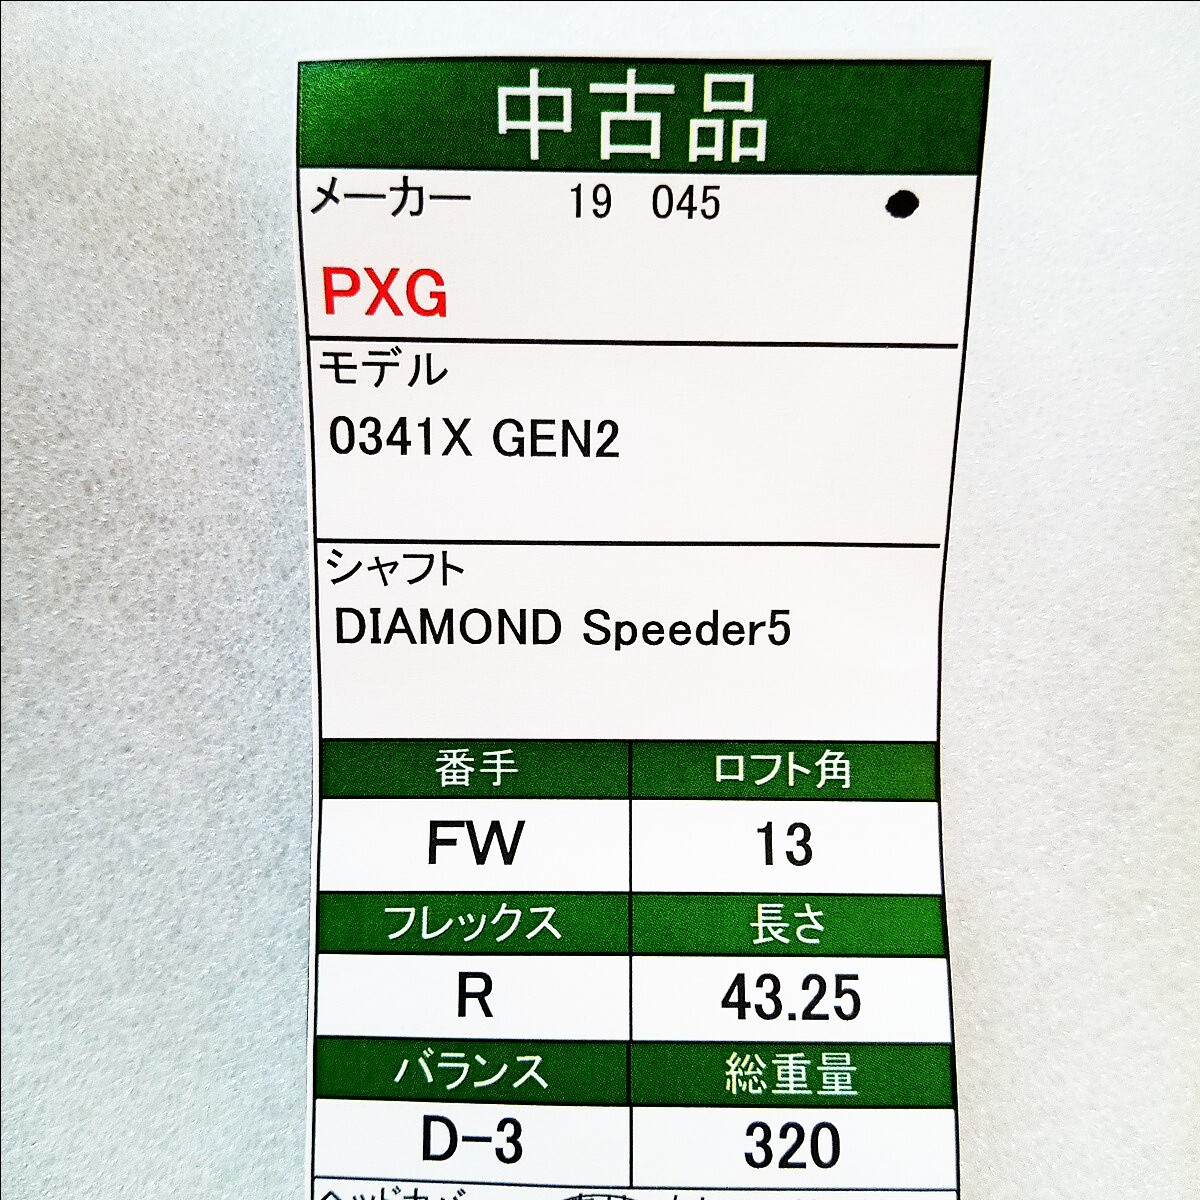 中古品
メーカー 19 045
PXG
モデル
0341X GEN2
シャフト
DIAMOND Speeder5
番手 ロフト角
FW 13
フレックス 長さ
R 43.25
バランス 総重量
D-3 320